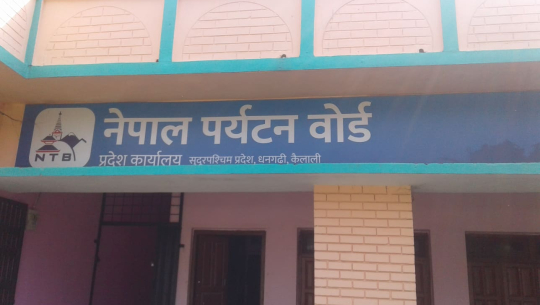 NTB
नेपाल पर्यटन वोर्ड
प्रदेश कार्यालय सुदूरपश्चिम प्रदेश, धनगढी, कैलाली